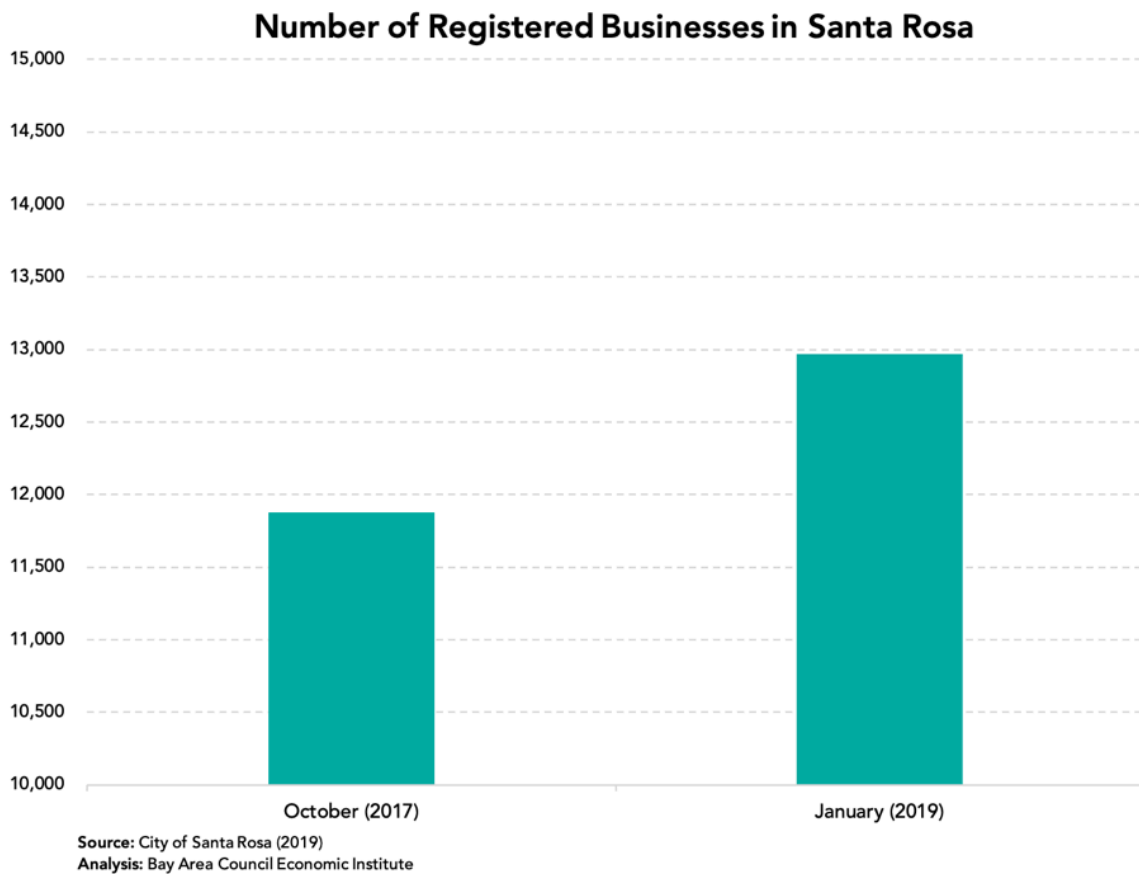 Number of Registered Businesses in Santa Rosa
15,000
14,500
14,000
13,500
13,000
12,500
12,000
11,500
11,000
10,500
10,000
October (2017)
January (2019)
Source: City of Santa Rosa (2019)
Analysis: Bay Area Council Economic Institute